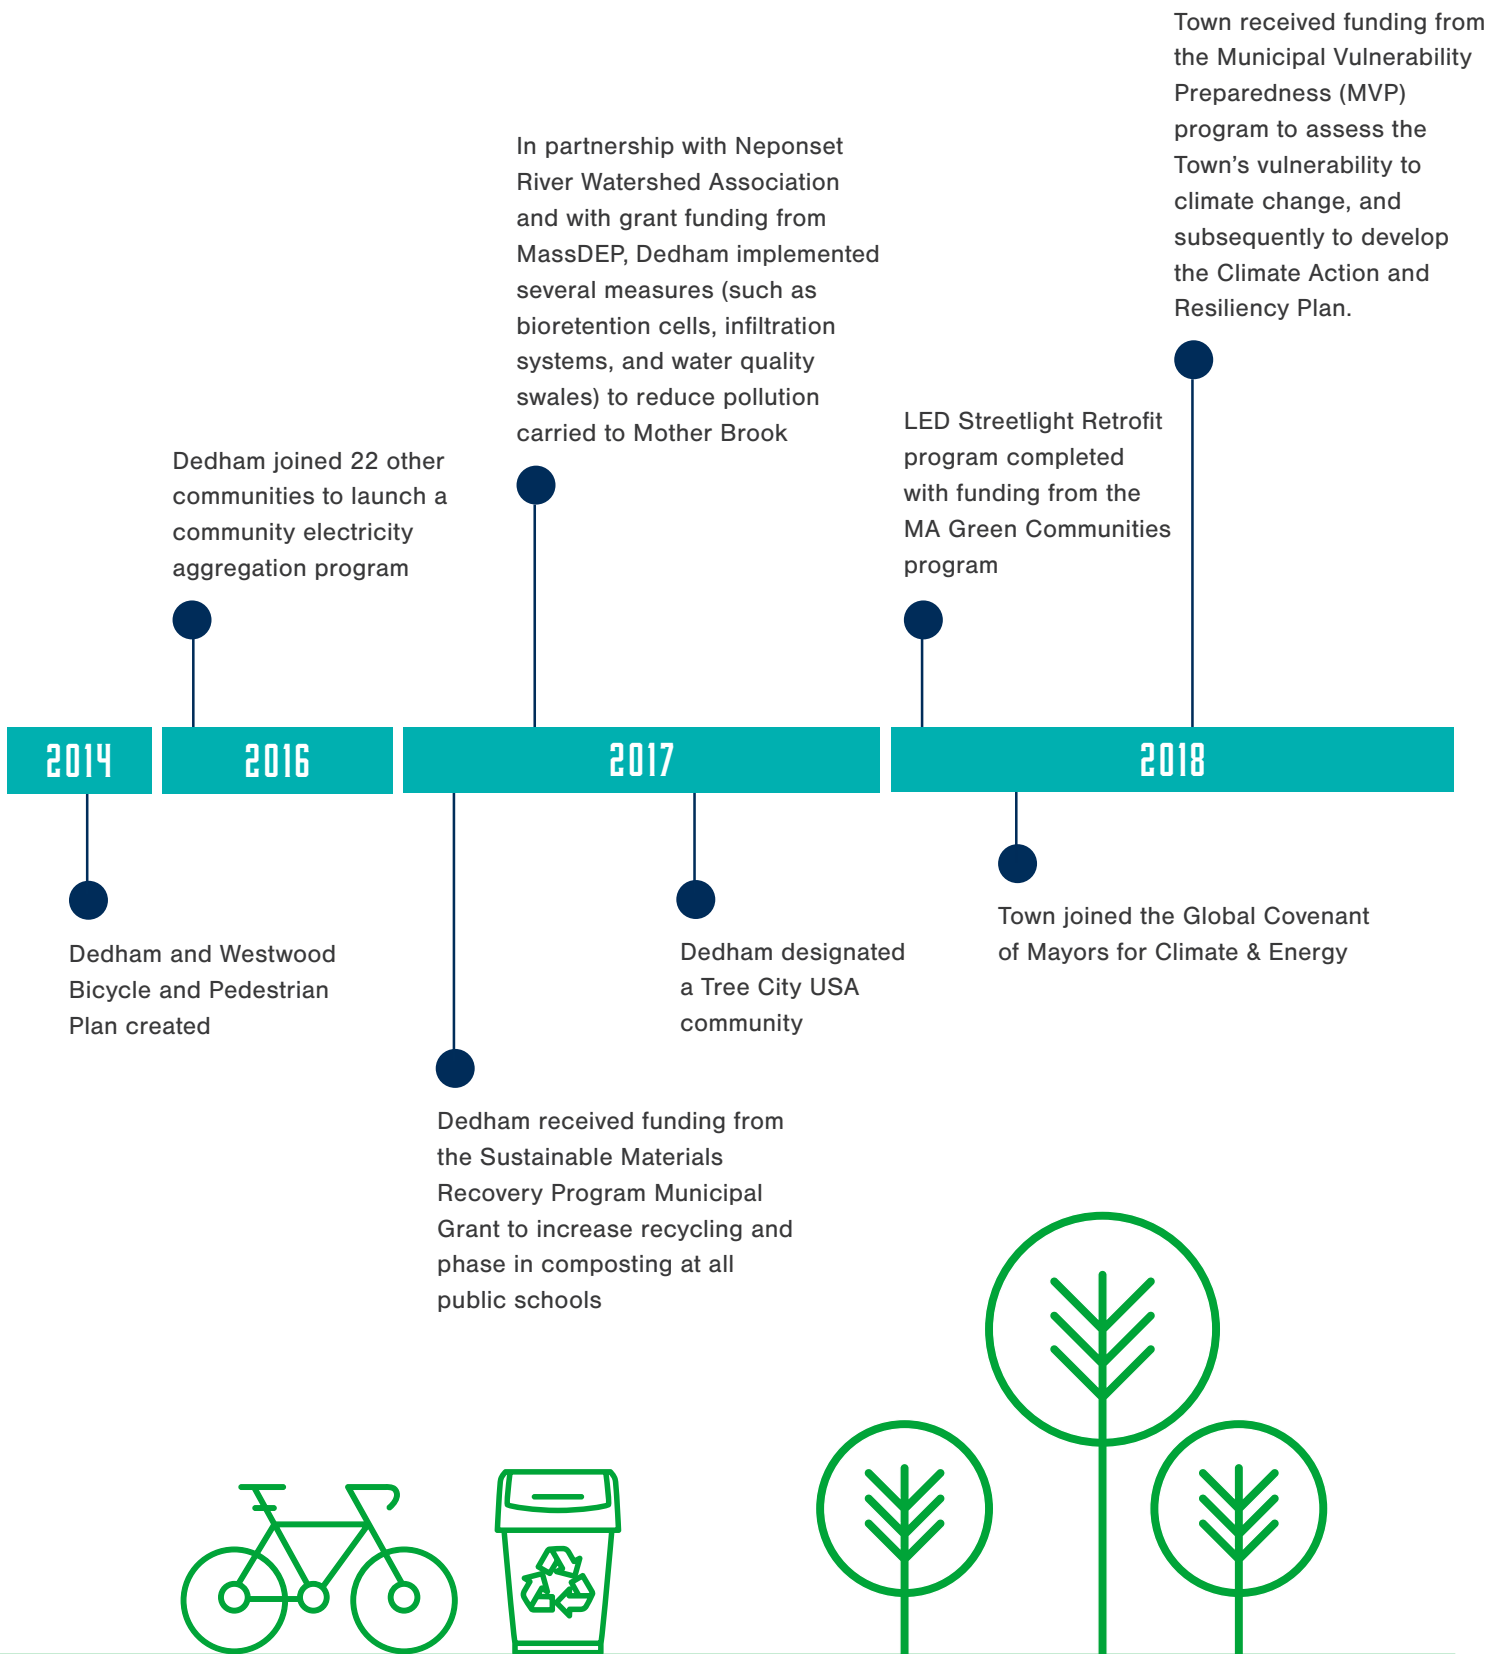 Town received funding from
the Municipal Vulnerability
Preparedness (MVP)
program to assess the
Town’s vulnerability to
climate change, and
subsequently to develop
the Climate Action and
Resiliency Plan.
In partnership with Neponset
River Watershed Association
and with grant funding from
MassDEP, Dedham implemented
several measures (such as
bioretention cells, infiltration
systems, and water quality
swales) to reduce pollution
carried to Mother Brook
LED Streetlight Retrofit
program completed
with funding from the
MA Green Communities
program
Dedham joined 22 other
communities to launch a
community electricity
aggregation program
2014
2016
2017
2018
Dedham and Westwood
Bicycle and Pedestrian
Plan created
Dedham designated
a Tree City USA
community
Town joined the Global Covenant
of Mayors for Climate & Energy
Dedham received funding from
the Sustainable Materials
Recovery Program Municipal
Grant to increase recycling and
phase in composting at all
public schools